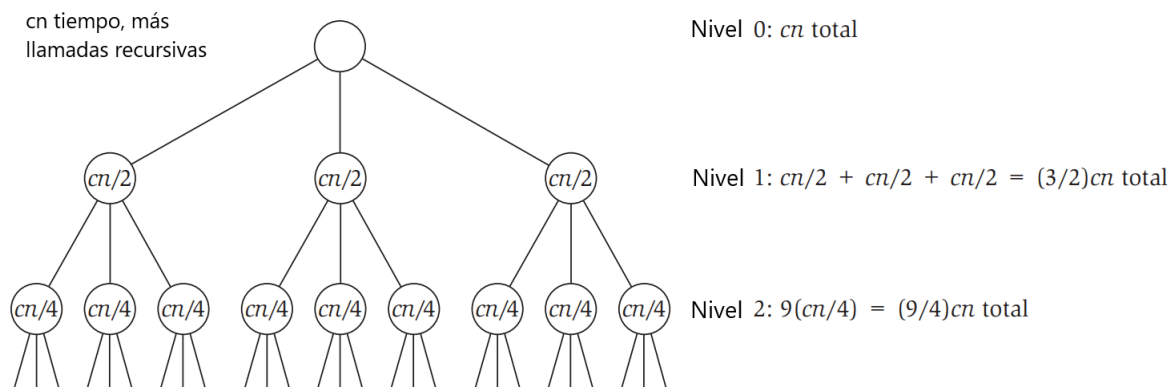 cn tiempo, más
llamadas recursivas
Nivel 0: cn total
cn/2 cn/2 cn/2
Nivel 1: cn/2 + cn/2 + cn/2 = (3/2)cn total
cn/4 cn/4 cn/4 cn/4 cn/4 cn/4 cn/4 cn/4 cn/4
Nivel 2: 9(cn/4) = (9/4)cn total